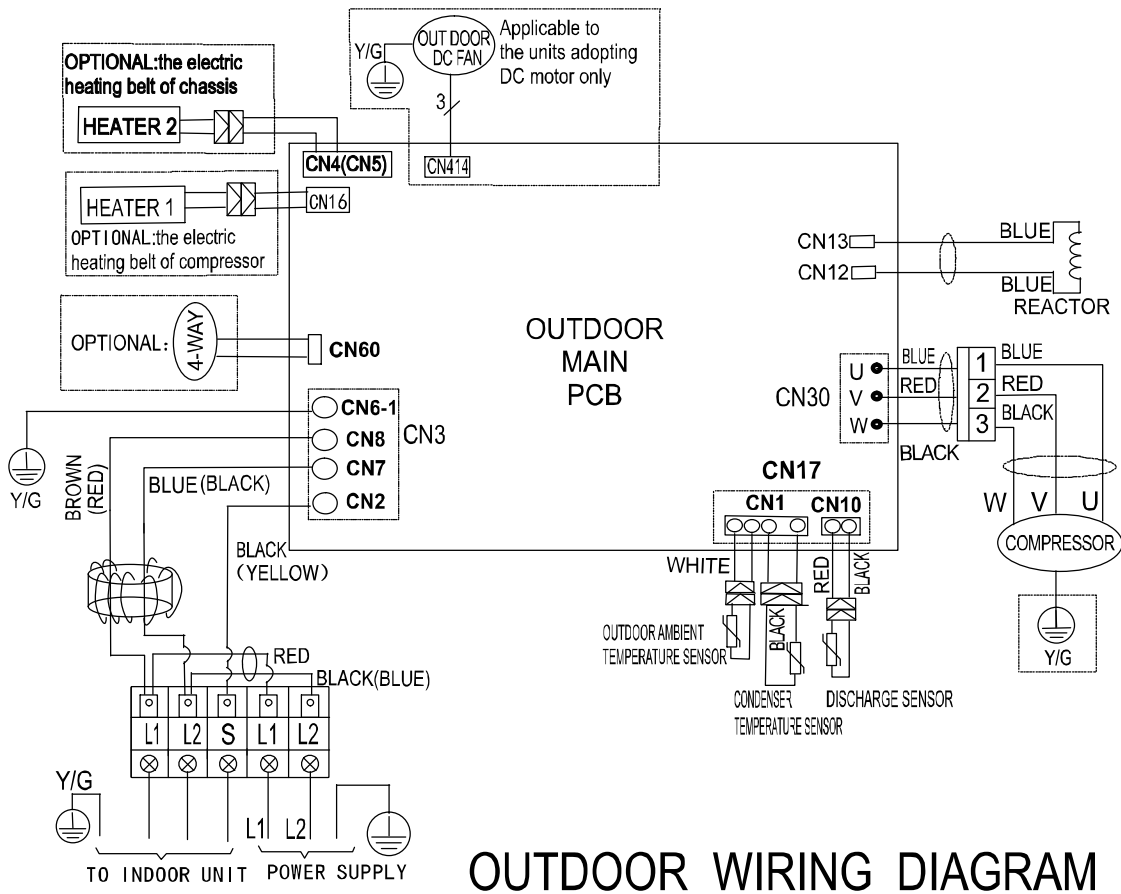 OPTIONAL:the electric
heating belt of chassis
HEATER 2
CN4(CN5)
Y/G
OUT DOOR
DC FAN
3
CN414
Applicable to
the units adopting
DC motor only
HEATER 1
CN16
OPTIONAL:the electric
heating belt of compressor
OPTIONAL:
4-WAY
CN60
OUTDOOR
MAIN
PCB
CN13
CN12
BLUE
BLUE
REACTOR
CN30
U
V
W
BLUE
RED
BLACK
1
2
3
BLUE
RED
BLACK
W
V
U
COMPRESSOR
Y/G
CN6-1
CN8
CN7
CN2
CN3
Y/G
BROWN
(RED)
BLUE(BLACK)
BLACK
(YELLOW)
CN17
CN1
CN10
WHITE
BLACK
RED
BLACK
OUTDOOR AMBIENT
TEMPERATURE SENSOR
CONDENSER
TEMPERATURE SENSOR
DISCHARGE SENSOR
RED
BLACK(BLUE)
L1
L2
S
L1
L2
Y/G
L1
L2
TO INDOOR UNIT
POWER SUPPLY
OUTDOOR WIRING DIAGRAM